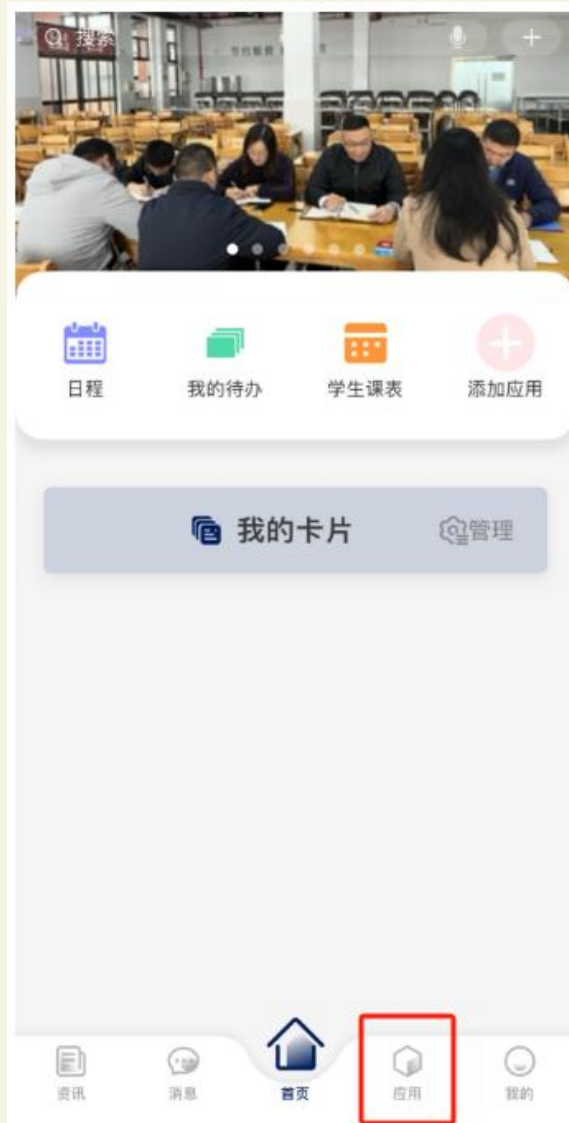 搜索
日程
我的待办
学生课表
添加应用
我的卡片
管理
资讯
消息
首页
应用
我的